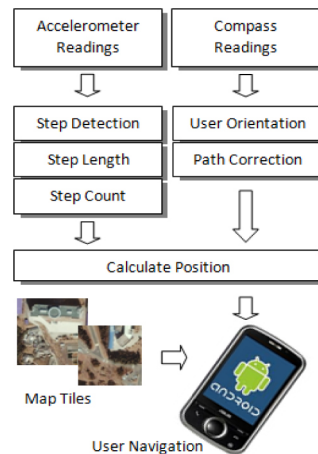 Accelerometer
Readings
Compass
Readings
Step Detection
User Orientation
Step Length
Path Correction
Step Count
Calculate Position
Map Tiles
ANDROID
User Navigation